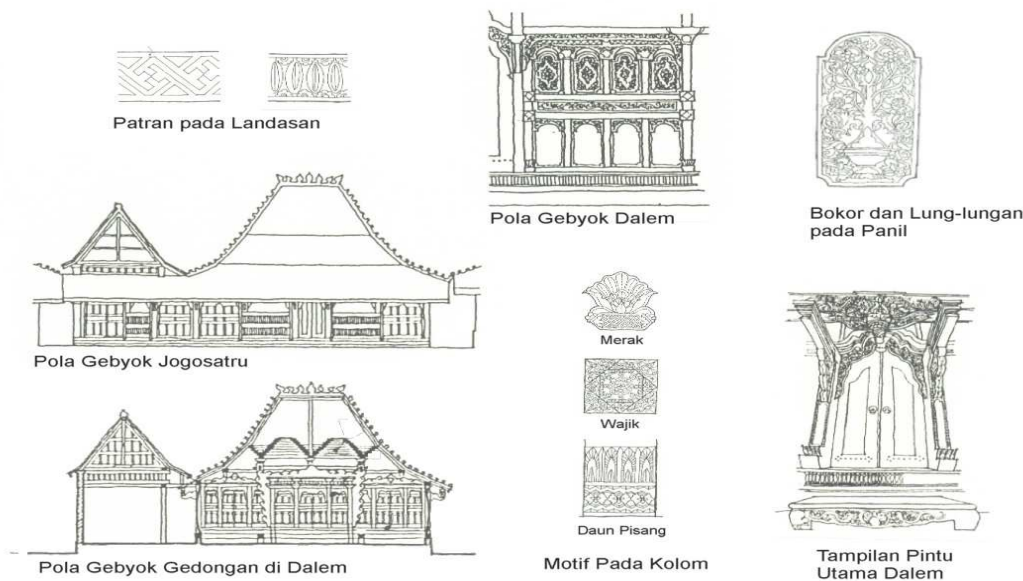 Patran pada Landasan
Pola Gebyok Dalem
Bokor dan Lung-lungan
pada Panil
Pola Gebyok Jogosatru
Merak
Wajik
Daun Pisang
Motif Pada Kolom
Pola Gebyok Gedongan di Dalem
Tampilan Pintu
Utama Dalem